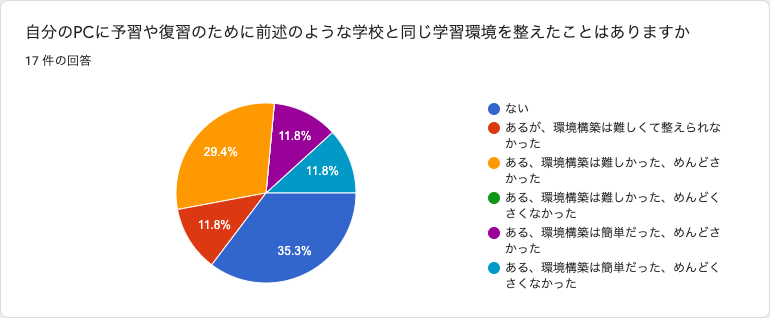 自分のPCに予習や復習のために前述のような学校と同じ学習環境を整えたことはありますか
17 件の回答
11.8%
29.4%
11.8%
11.8%
35.3%
ない
あるが、環境構築は難しくて整えられな
かった
ある、環境構築は難しかった、めんどさ
かった
ある、環境構築は難しかった、めんどく
さくなかった
ある、環境構築は簡単だった、めんどさ
かった
ある、環境構築は簡単だった、めんどく
さくなかった